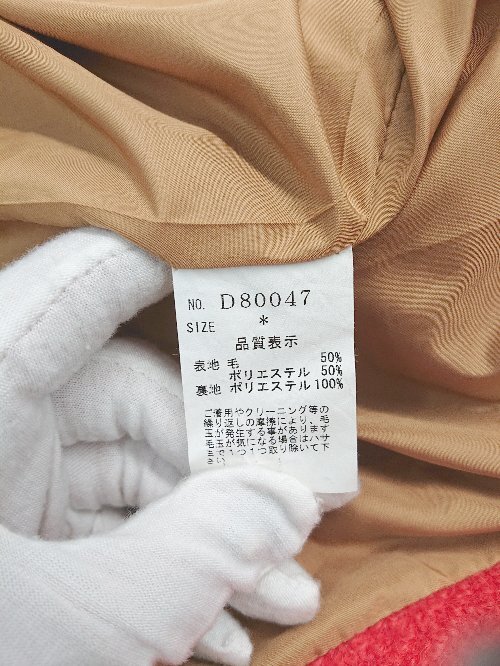 NO. D80047
SIZE *
品質表示
表地 毛 50%
ポリエステル 50%
裏地 ポリエステル 100%
ご着用やクリーニング等の
繰り返しの摩擦により、毛
玉が発生する事があります
毛玉が気になる場合はハサ
ミで1つ1つ取り除いて下
さい